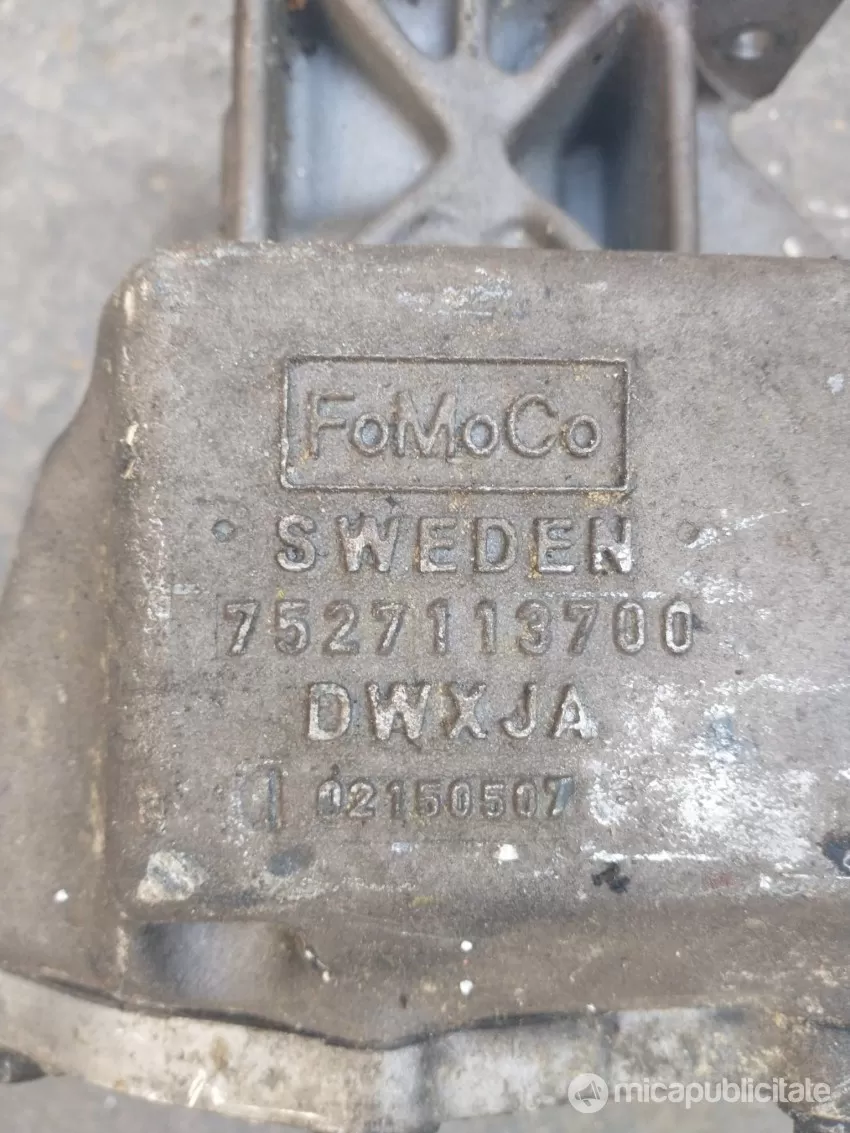 FoMoCo
SWEDEN
7527113700
DWXJA
02150507
micapublicitate